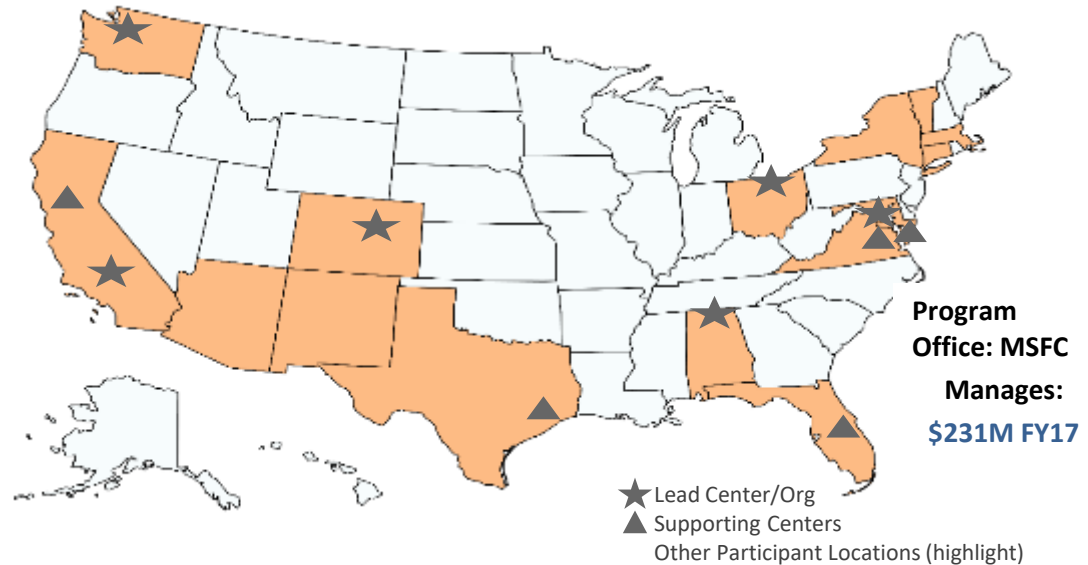 Program
Office: MSFC
Manages:
$231M FY17
Lead Center/Org
Supporting Centers
Other Participant Locations (highlight)